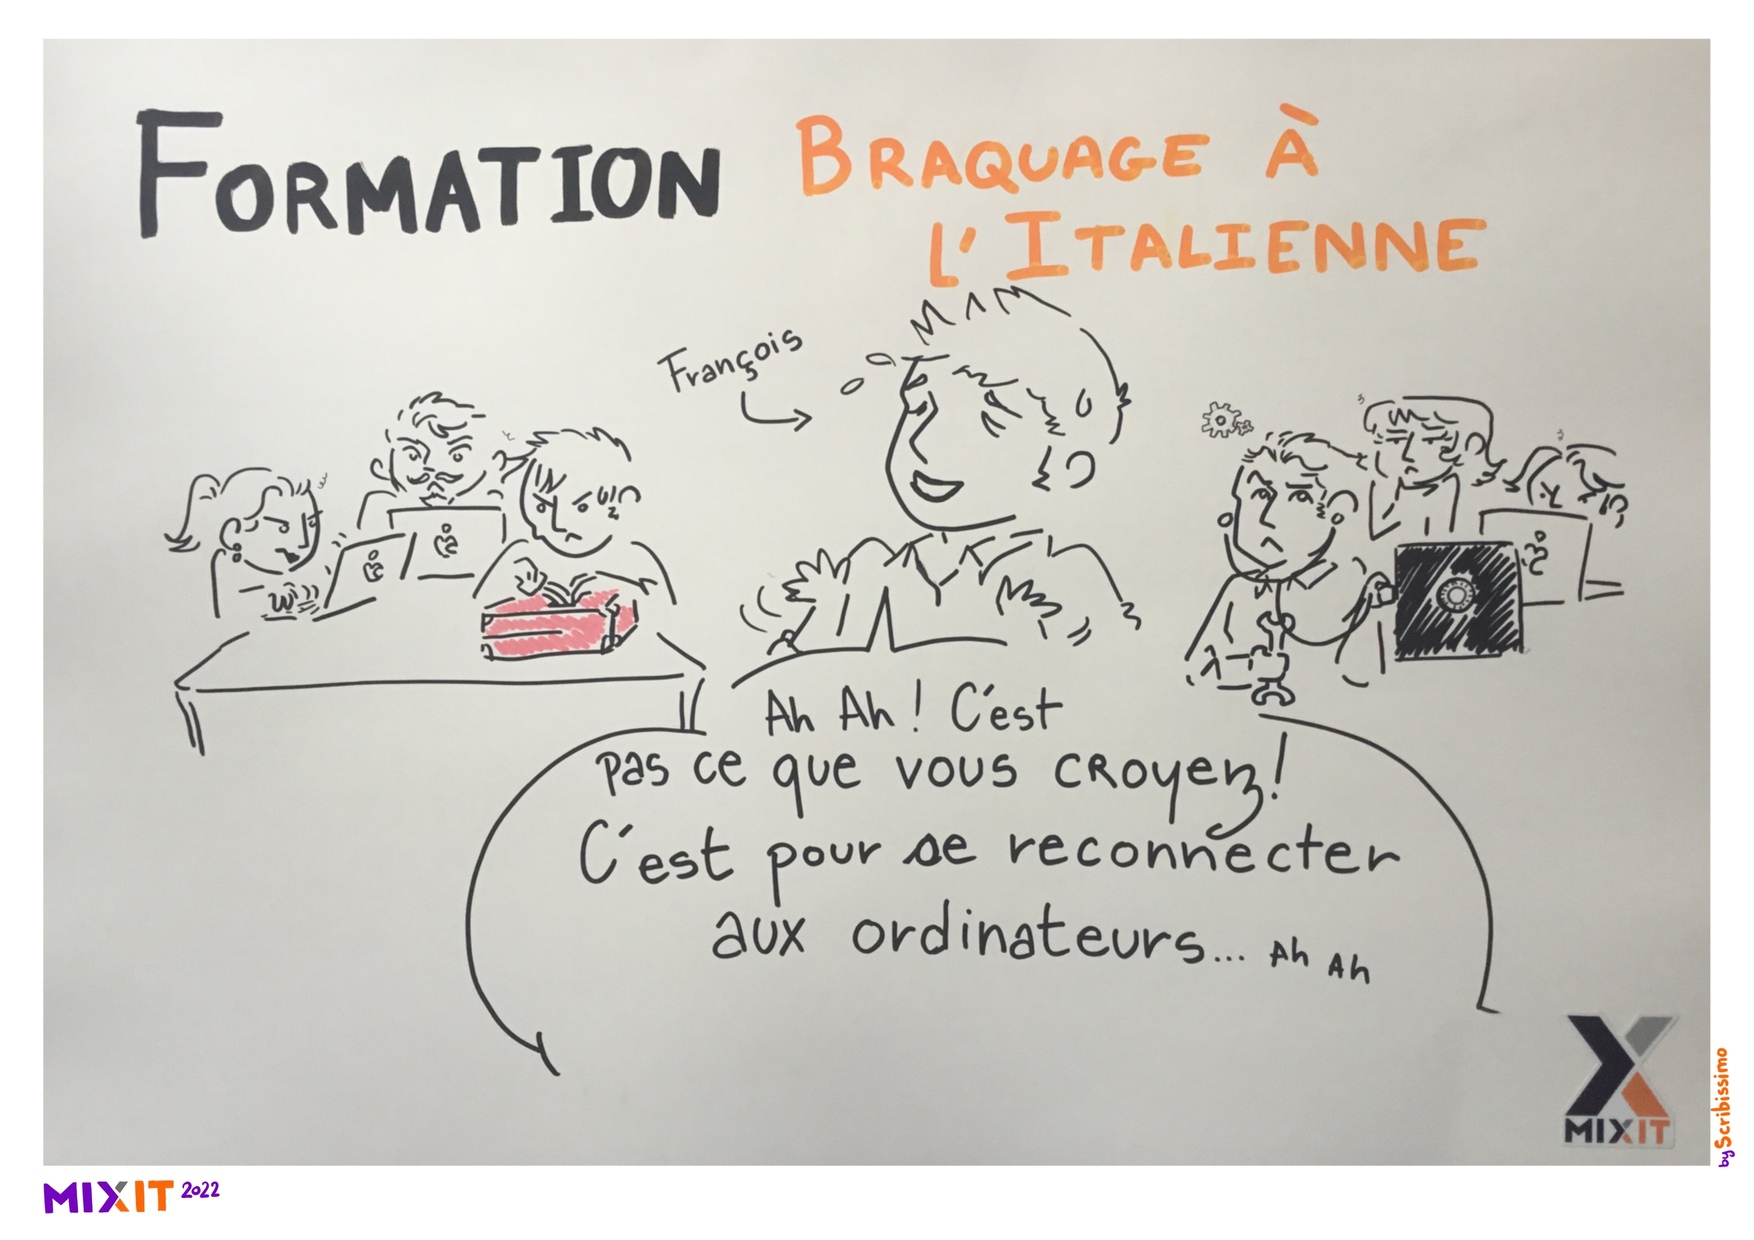 FORMATION
BRAQUAGE À
L'ITALIENNE
François
Ah Ah! C'est
pas ce que vous croyez!
C'est pour se reconnecter
aux ordinateurs... Ah Ah
MIXIT
by Scribissimo
MIXIT 2022